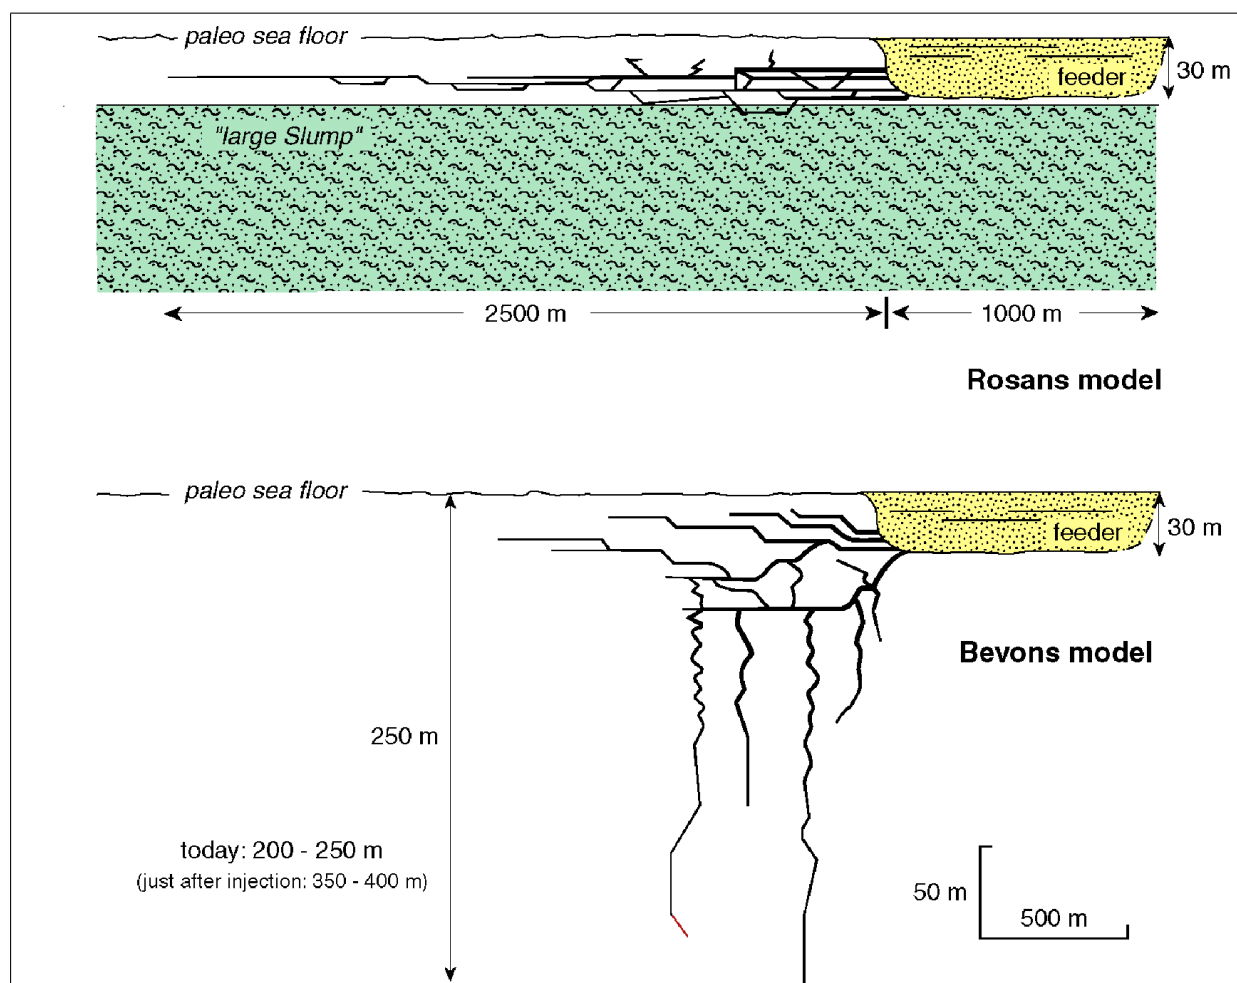 paleo sea floor
feeder
30 m
"large Slump"
2500 m
1000 m
Rosans model
paleo sea floor
feeder
30 m
Bevons model
250 m
today: 200 - 250 m
(just after injection: 350 - 400 m)
50 m
500 m